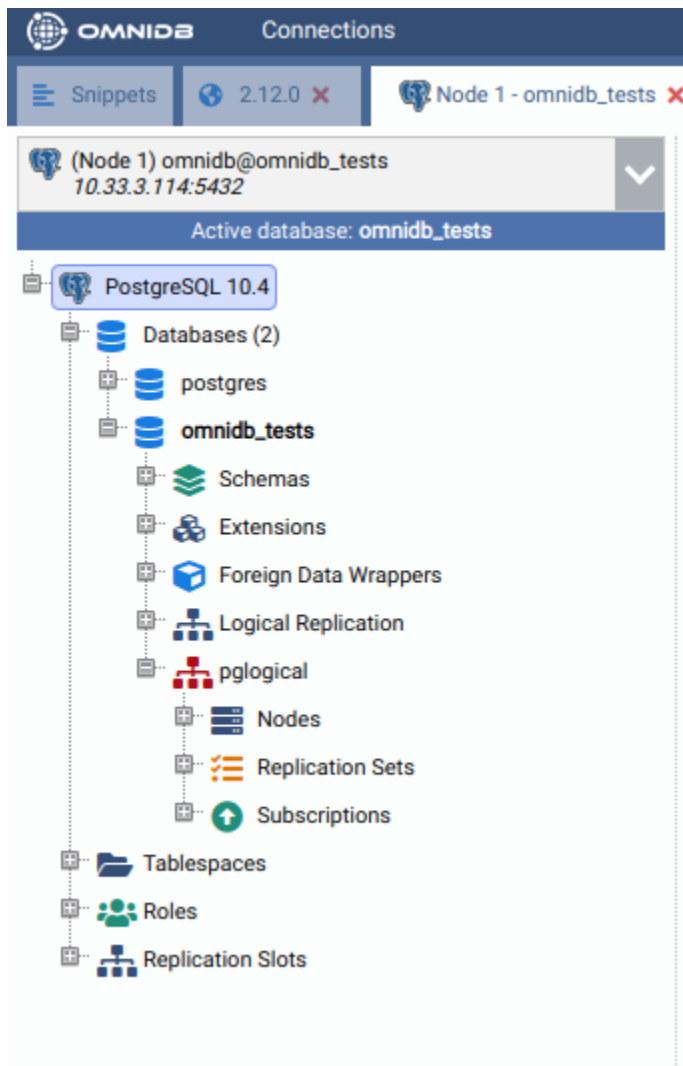 OMNIDB Connections
Snippets 2.12.0 Node 1 - omnidb_tests
(Node 1) omnidb@omnidb_tests
10.33.3.114:5432
Active database: omnidb_tests
PostgreSQL 10.4
Databases (2)
postgres
omnidb_tests
Schemas
Extensions
Foreign Data Wrappers
Logical Replication
pglogical
Nodes
Replication Sets
Subscriptions
Tablespaces
Roles
Replication Slots